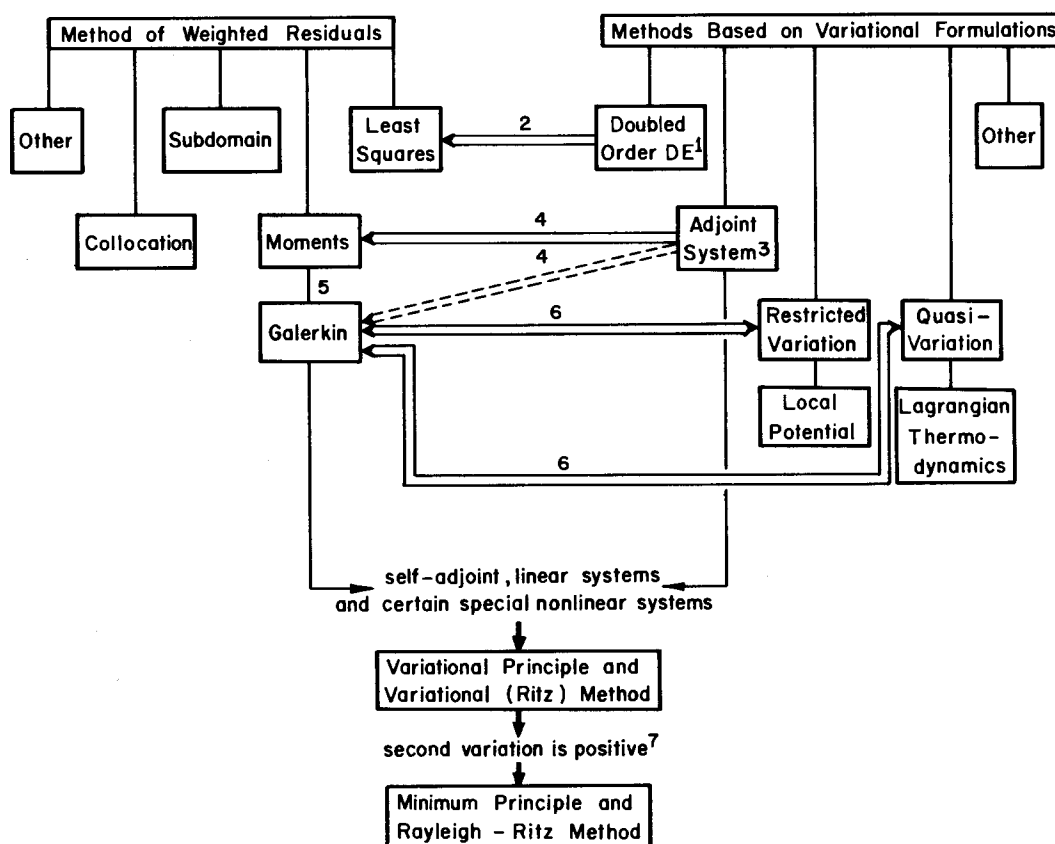 Method of Weighted Residuals
Methods Based on Variational Formulations
Other
Subdomain
Least
Squares
2
Doubled
Order DE¹
Other
Collocation
Moments
4
4
Adjoint
System³
5
Galerkin
6
Restricted
Variation
Quasi-
Variation
Local
Potential
Lagrangian
Thermo-
dynamics
6
self-adjoint, linear systems
and certain special nonlinear systems
Variational Principle and
Variational (Ritz) Method
second variation is positive⁷
Minimum Principle and
Rayleigh - Ritz Method